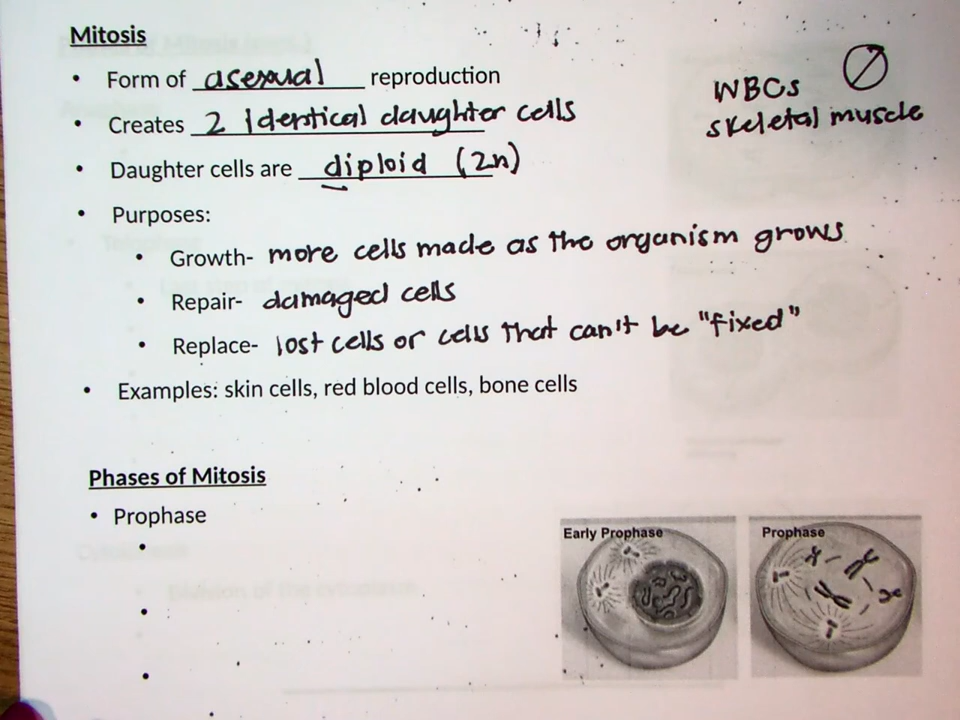 Mitosis
• Form of asexual reproduction
WBCs
skeletal muscle
• Creates 2 Identical daughter cells
• Daughter cells are diploid (2n)
• Purposes:
• Growth- more cells made as the organism grows
• Repair- damaged cells
• Replace- lost cells or cells that can't be "fixed"
• Examples: skin cells, red blood cells, bone cells
Phases of Mitosis
• Prophase
Early Prophase
Prophase